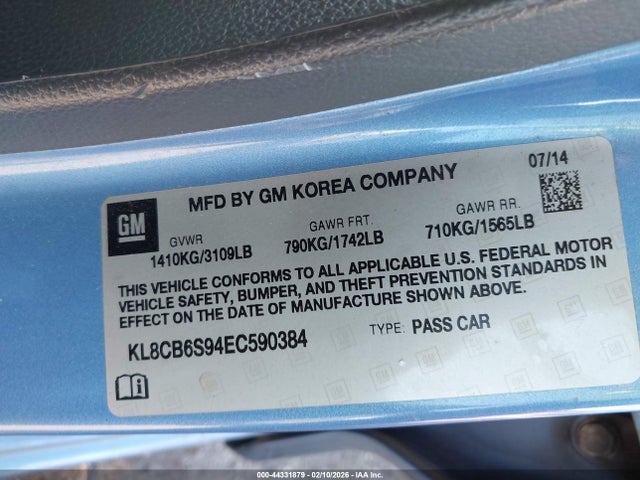 07/14
MFD BY GM KOREA COMPANY
GM
GVWR
1410KG/3109LB
GAWR FRT.
790KG/1742LB
GAWR RR.
710KG/1565LB
THIS VEHICLE CONFORMS TO ALL APPLICABLE U.S. FEDERAL MOTOR
VEHICLE SAFETY, BUMPER, AND THEFT PREVENTION STANDARDS IN
EFFECT ON THE DATE OF MANUFACTURE SHOWN ABOVE.
KL8CB6S94EC590384
TYPE: PASS CAR
000-44331879 - 02/10/2026 - IAA Inc.